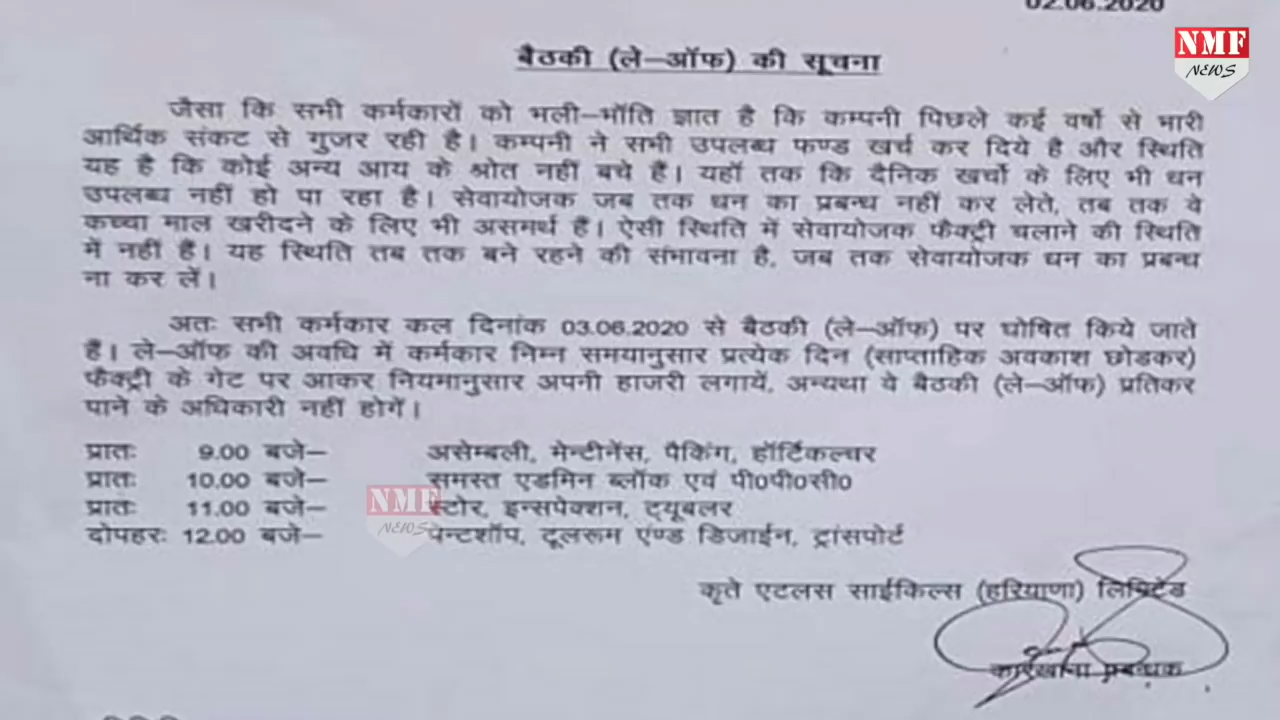 02.06.2020
NMF
NEWS
बैठकी (ले–ऑफ) की सूचना
जैसा कि सभी कर्मकारों को भली–भॉति ज्ञात है कि कम्पनी पिछले कई वर्षो से भारी
आर्थिक संकट से गुजर रही है। कम्पनी ने सभी उपलब्ध फण्ड खर्च कर दिये है और स्थिति
यह है कि कोई अन्य आय के श्रोत नहीं बचे हैं। यहॉ तक कि दैनिक खर्चो के लिए भी धन
उपलब्ध नहीं हो पा रहा है। सेवायोजक जब तक धन का प्रबन्ध नहीं कर लेते, तब तक वे
कच्चा माल खरीदने के लिए भी असमर्थ हैं। ऐसी स्थिति में सेवायोजक फैक्ट्री चलाने की स्थिति
में नहीं हैं। यह स्थिति तब तक बने रहने की संभावना है, जब तक सेवायोजक धन का प्रबन्ध
ना कर लें।
अतः सभी कर्मकार कल दिनांक 03.06.2020 से बैठकी (ले–ऑफ) पर घोषित किये जाते
हैं। ले–ऑफ की अवधि में कर्मकार निम्न समयानुसार प्रत्येक दिन (साप्ताहिक अवकाश छोडकर)
फैक्ट्री के गेट पर आकर नियमानुसार अपनी हाजरी लगायें, अन्यथा वे बैठकी (ले–ऑफ) प्रतिकर
पाने के अधिकारी नहीं होगें।
प्रातः 9.00 बजे– असेम्बली, मेन्टीनेंस, पैकिंग, हॉर्टिकल्चर
प्रातः 10.00 बजे– समस्त एडमिन ब्लॉक एवं पी0पी0सी0
प्रातः 11.00 बजे– स्टोर, इन्सपेक्शन, ट्यूबलर
दोपहरः 12.00 बजे– पेन्टशॉप, टूलरूम एंण्ड डिजाईन, ट्रांसपोर्ट
NMF
NEWS
कृते एटलस साईकिल्स (हरियाणा) लिमिटेड
कारखाना प्रबन्धक